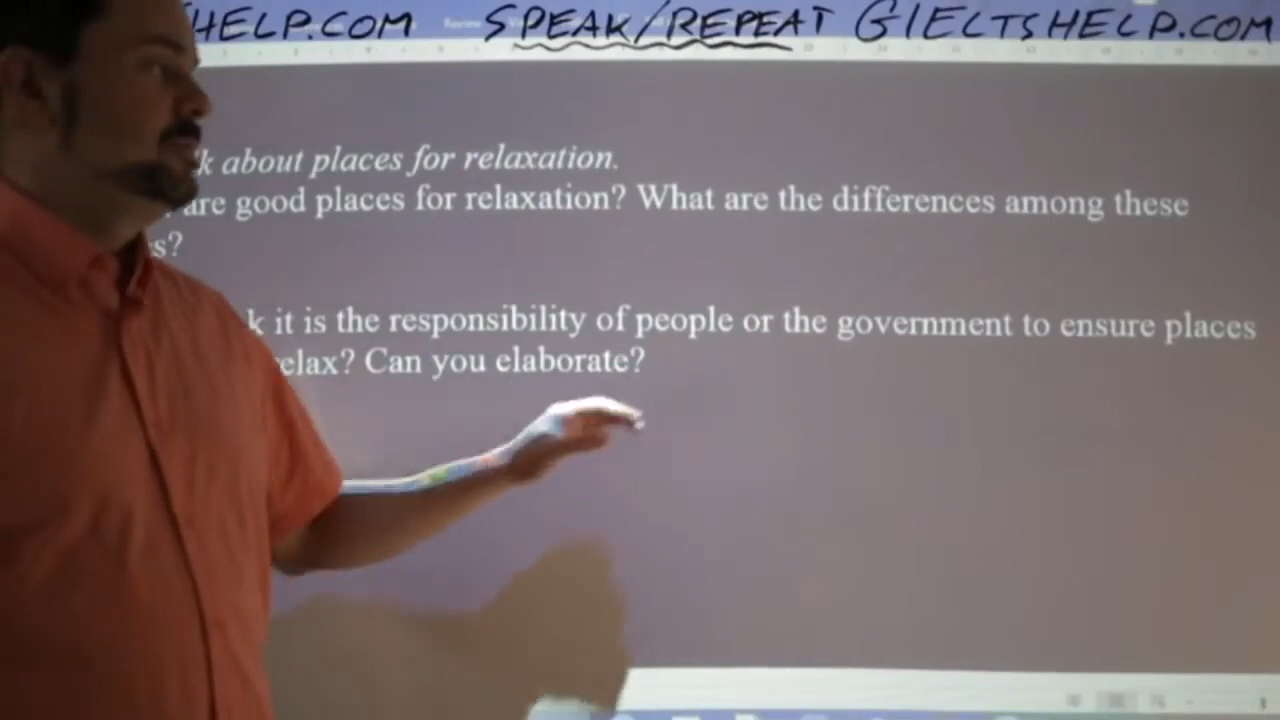 HELP.COM SPEAK/REPEAT GIELTSHELP.COM
Review
k about places for relaxation.
are good places for relaxation? What are the differences among these
s?
k it is the responsibility of people or the government to ensure places
elax? Can you elaborate?